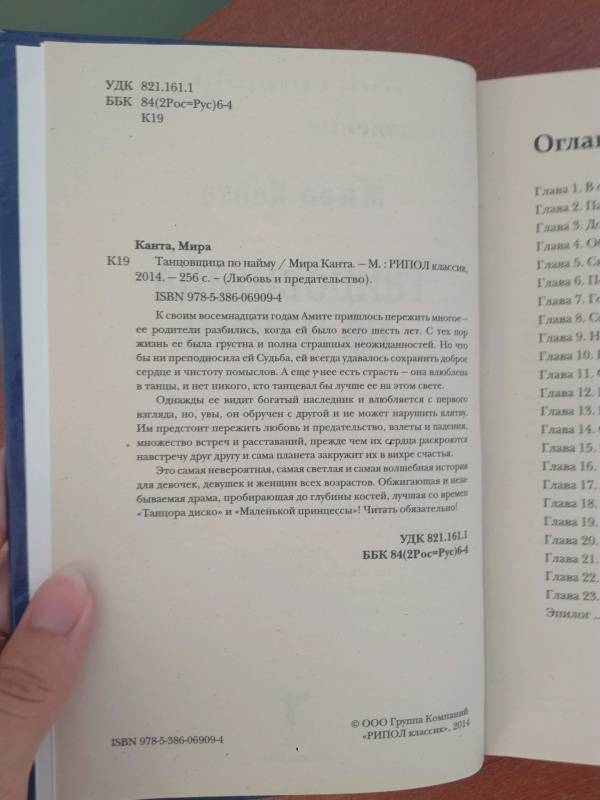 УДК 821.161.1
ББК 84(2Рос=Рус)6-4
К19
Канта, Мира
К19 Танцовщица по найму / Мира Канта. — М. : РИПОЛ классик,
2014. — 256 с. – (Любовь и предательство).
ISBN 978-5-386-06909-4
К своим восемнадцати годам Амите пришлось пережить многое —
ее родители разбились, когда ей было всего шесть лет. С тех пор
жизнь ее была грустна и полна страшных неожиданностей. Но что
бы ни преподносила ей Судьба, ей всегда удавалось сохранить доброе
сердце и чистоту помыслов. А еще у нее есть страсть – она влюблена
в танцы, и нет никого, кто танцевал бы лучше ее на этом свете.
Однажды ее видит богатый наследник и влюбляется с первого
взгляда, но, увы, он обручен с другой и не может нарушить клятву.
Им предстоит пережить любовь и предательство, взлеты и падения,
множество встреч и расставаний, прежде чем их сердца раскроются
навстречу друг другу и сама планета закружит их в вихре счастья.
Это самая невероятная, самая светлая и самая волшебная история
для девочек, девушек и женщин всех возрастов. Обжигающая и неза-
бываемая драма, пробирающая до глубины костей, лучшая со времен
«Танцора диско» и «Маленькой принцессы»! Читать обязательно!
УДК 821.161.1
ББК 84(2Рос=Рус)6-4
ISBN 978-5-386-06909-4
© ООО Группа Компаний
«РИПОЛ классик», 2014
Огла
Глава 1. В
Глава 2. Па
Глава 3. До
Глава 4. Об
Глава 5.
Глава 6.
Глава 7. Го
Глава 8.
Глава 9. Н
Глава 10.
Глава 11.
Глава 12.
Глава 13.
Глава 14.
Глава 15.
Глава 16.
Глава 17.
Глава 18.
Глава 19.
Глава 20.
Глава 21.
Глава 22.
Глава 23.
Эпилог ..